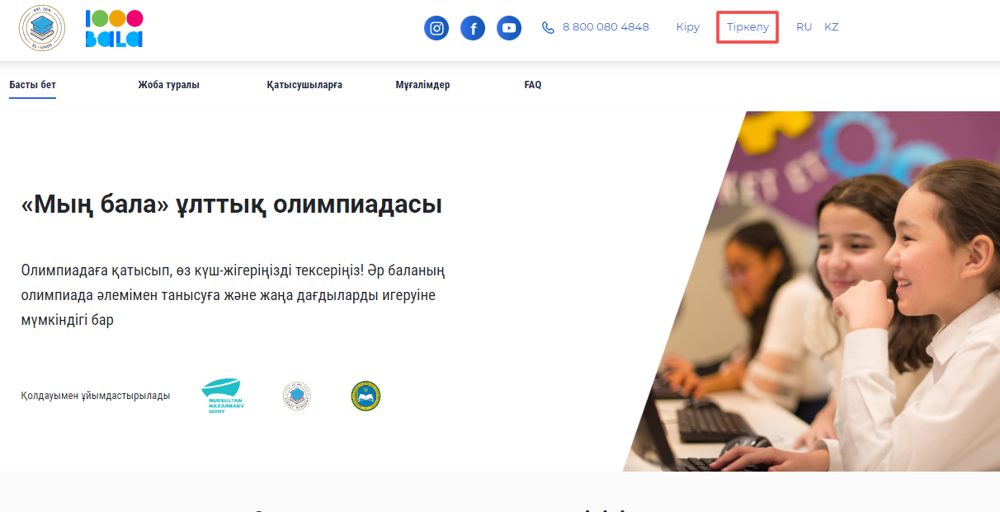 1000
bala
8 800 080 4848
Кіру
Тіркелу
RU
KZ
Басты бет
Жоба туралы
Қатысушыларға
Мұғалімдер
FAQ
«Мың бала» ұлттық олимпиадасы
Олимпиадаға қатысып, өз күш-жігеріңізді тексеріңіз! Әр баланың
олимпиада әлемімен танысуға және жаңа дағдыларды игеруіне
мүмкіндігі бар
Қолдауымен ұйымдастырылады
NURSULTAN
NAZARBAEV
QORY